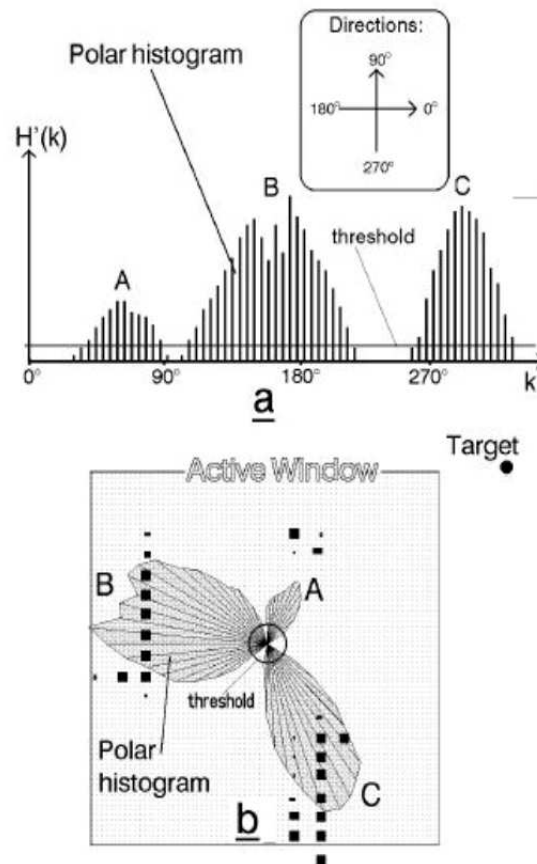 Directions:
90°
180°
0°
270°
Polar histogram
H'(k)
A
B
C
threshold
0°
90°
180°
270°
k
a
Target
Active Window
B
A
threshold
Polar
histogram
C
b